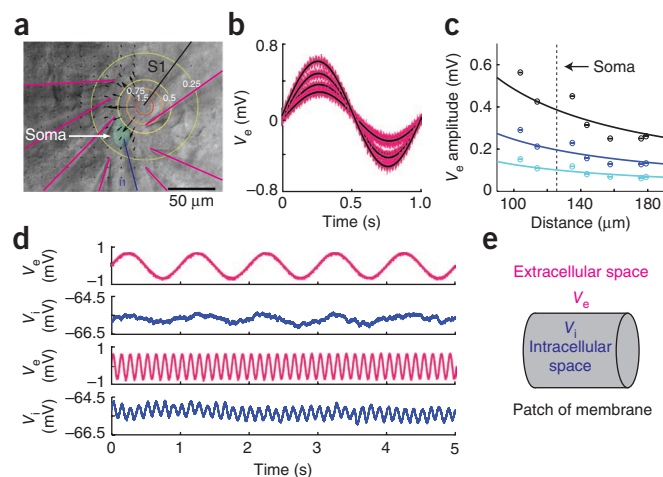 a
S1
0.25
0.75
1.5
0.5
Soma
I1
50 μm
b
0.8
0
−0.8
Ve (mV)
0
0.5
1.0
Time (s)
c
Soma
0.6
0.4
0.2
0
Ve amplitude
(mV)
100
140
180
Distance (μm)
d
Ve
(mV)
1
−1
Vi
(mV)
−64.5
−66.5
Ve
(mV)
1
−1
Vi
(mV)
−64.5
−66.5
0
1
2
3
4
5
Time (s)
e
Extracellular space
Ve
Vi
Intracellular
space
Patch of membrane